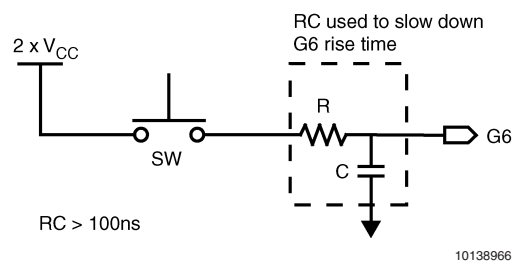 RC used to slow down
G6 rise time
2 x VCC
R
G6
SW
C
RC > 100ns
10138966